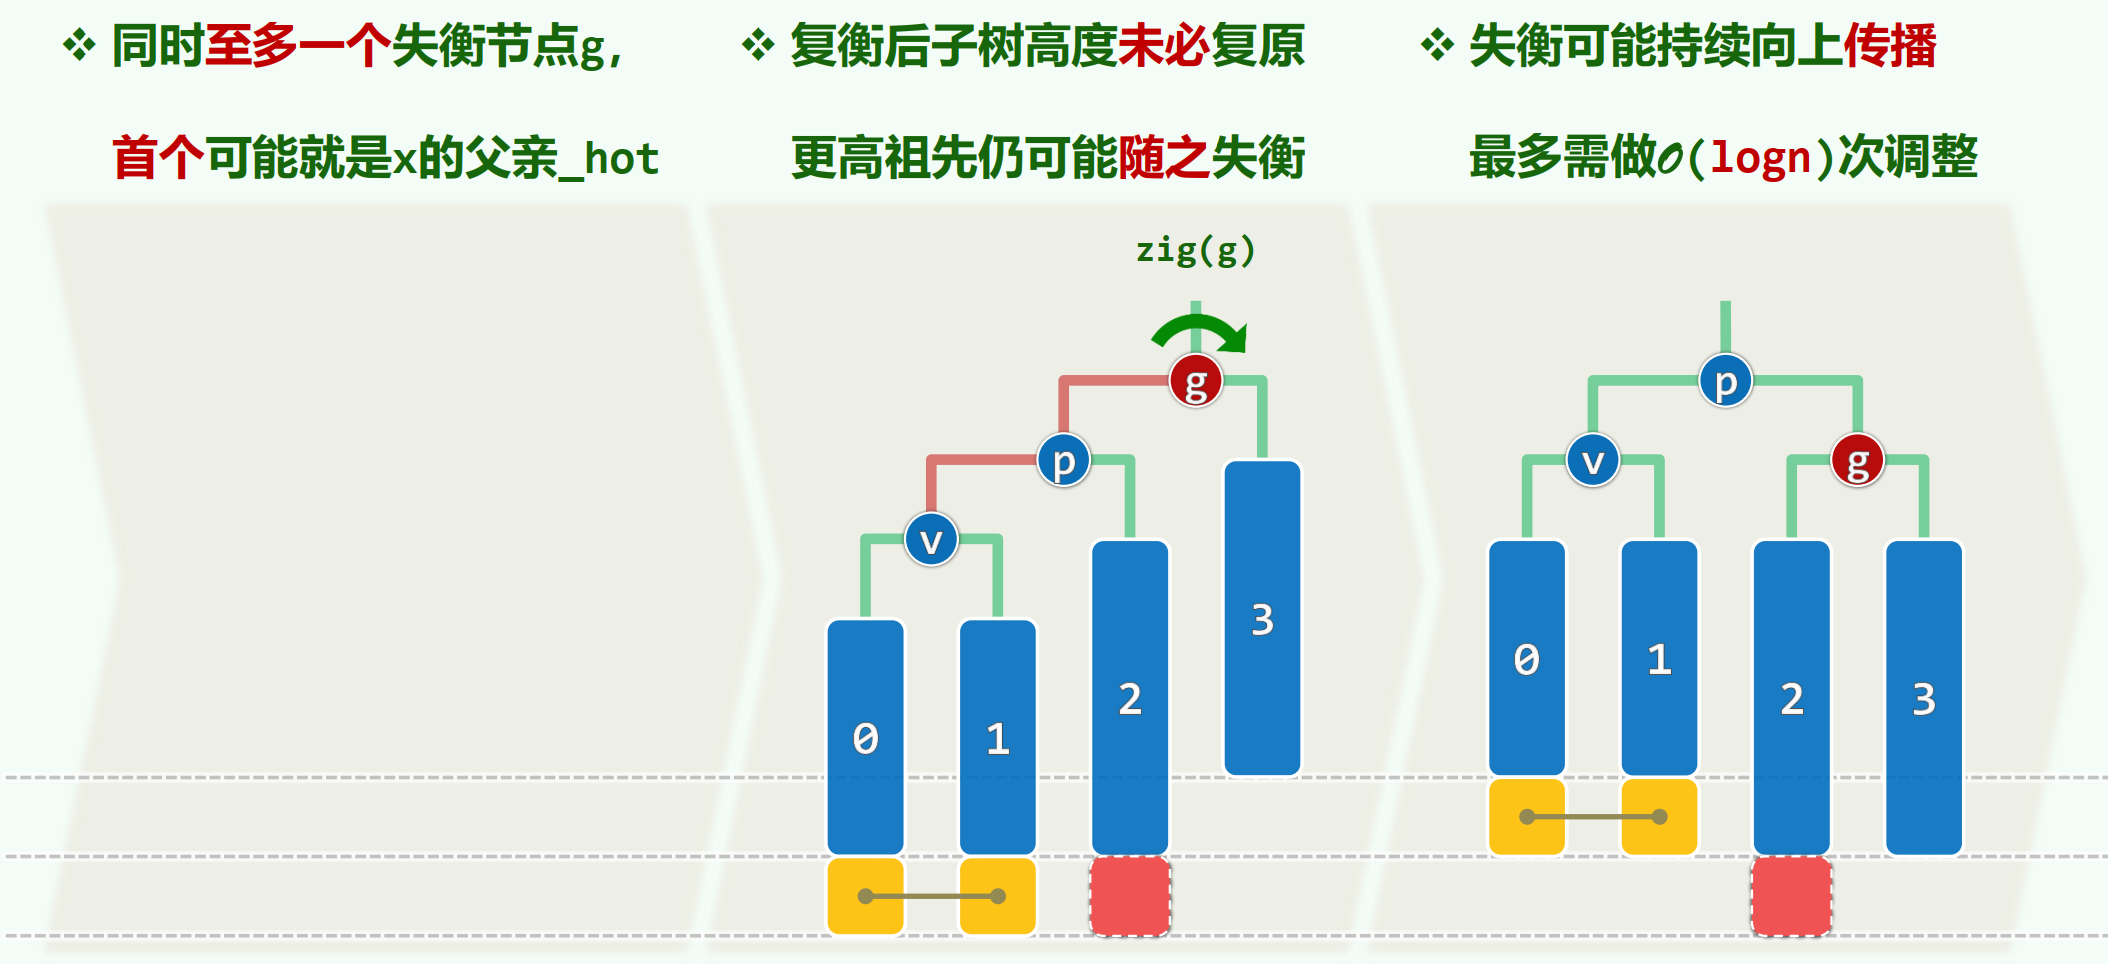 ❖ 同时至多一个失衡节点g,
首个可能就是x的父亲_hot
❖ 复衡后子树高度未必复原
更高祖先仍可能随之失衡
❖ 失衡可能持续向上传播
最多需做𝒪(logn)次调整
zig(g)
g
p
v
0
1
2
3
p
v
g
0
1
2
3